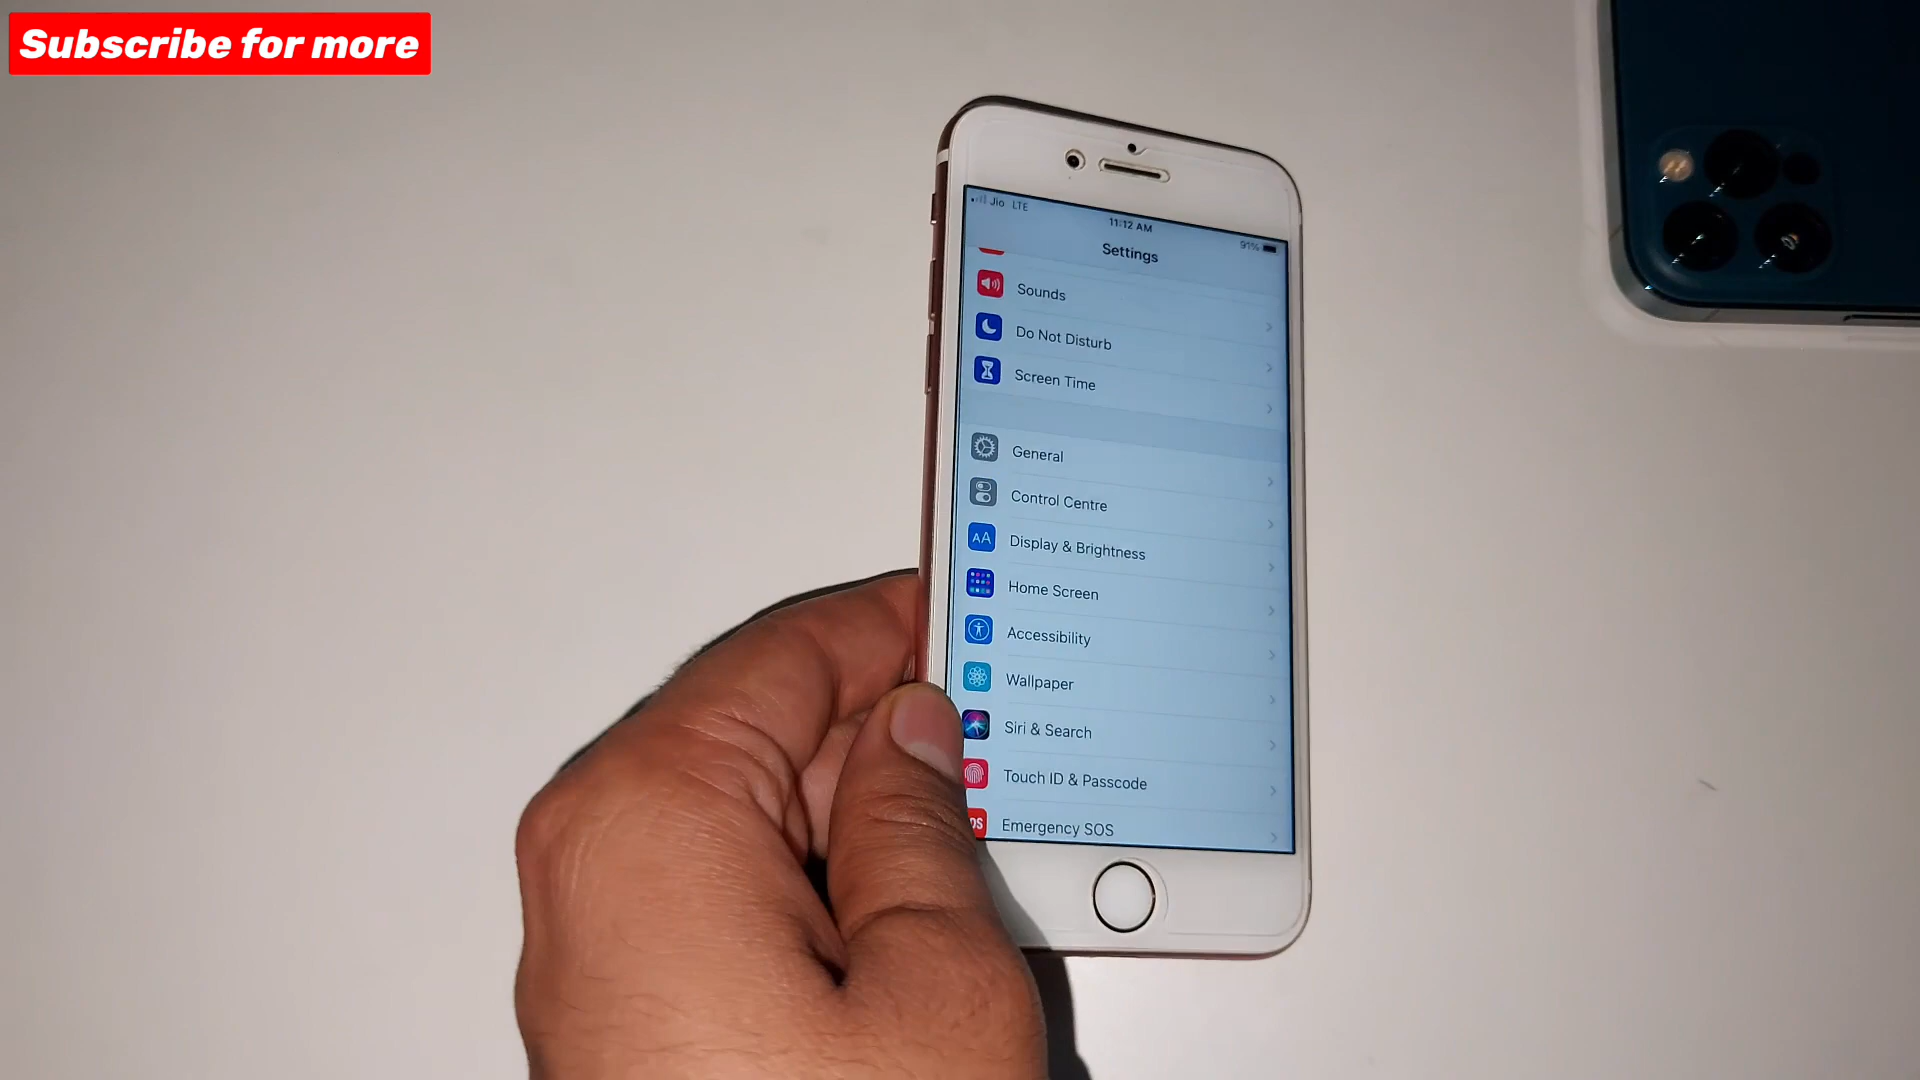 Subscribe for more
Jio LTE
11:12 AM
91%
Settings
Sounds
Do Not Disturb
Screen Time
General
Control Centre
AA Display & Brightness
Home Screen
Accessibility
Wallpaper
Siri & Search
Touch ID & Passcode
Emergency SOS